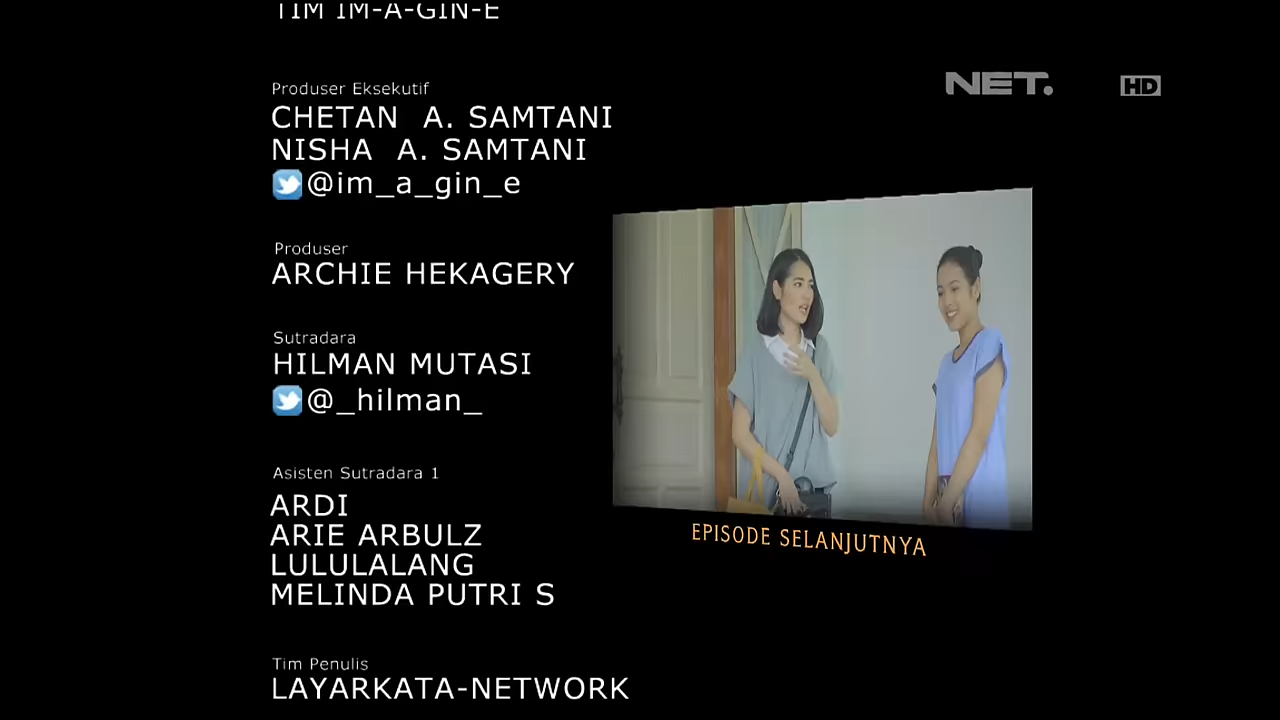 TIM IM-A-GIN-E
Produser Eksekutif
CHETAN A. SAMTANI
NISHA A. SAMTANI
@im_a_gin_e
Produser
ARCHIE HEKAGERY
Sutradara
HILMAN MUTASI
@_hilman_
Asisten Sutradara 1
ARDI
ARIE ARBULZ
LULULALANG
MELINDA PUTRI S
Tim Penulis
LAYARKATA-NETWORK
NET.
HD
EPISODE SELANJUTNYA